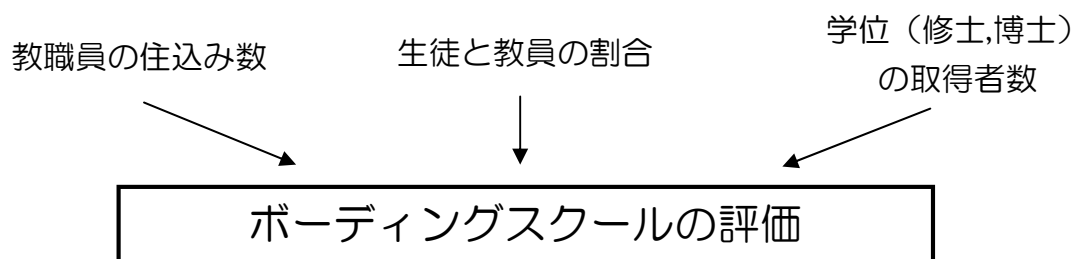 教職員の住込み数
生徒と教員の割合
学位（修士,博士）
の取得者数
ボーディングスクールの評価